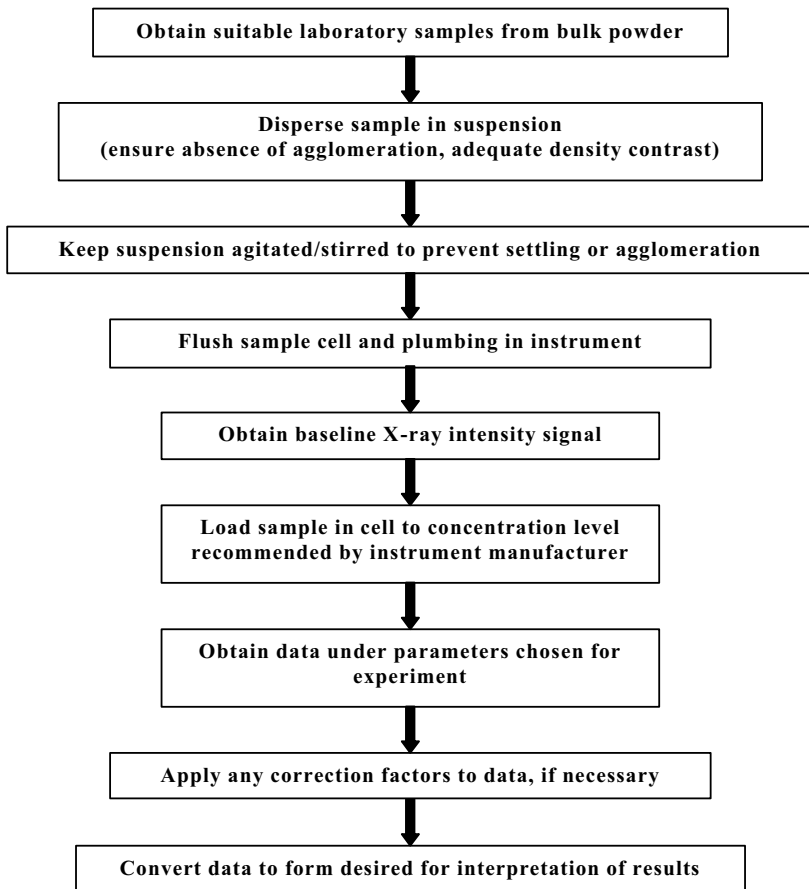 Obtain suitable laboratory samples from bulk powder
Disperse sample in suspension
(ensure absence of agglomeration, adequate density contrast)
Keep suspension agitated/stirred to prevent settling or agglomeration
Flush sample cell and plumbing in instrument
Obtain baseline X-ray intensity signal
Load sample in cell to concentration level
recommended by instrument manufacturer
Obtain data under parameters chosen for
experiment
Apply any correction factors to data, if necessary
Convert data to form desired for interpretation of results